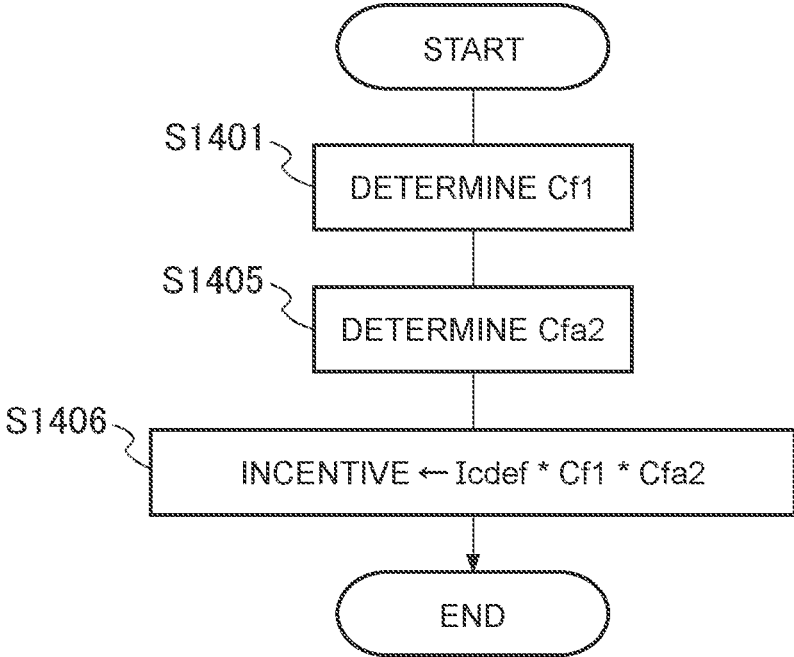 START
S1401
DETERMINE Cf1
S1405
DETERMINE Cfa2
S1406
INCENTIVE ← Icdef * Cf1 * Cfa2
END